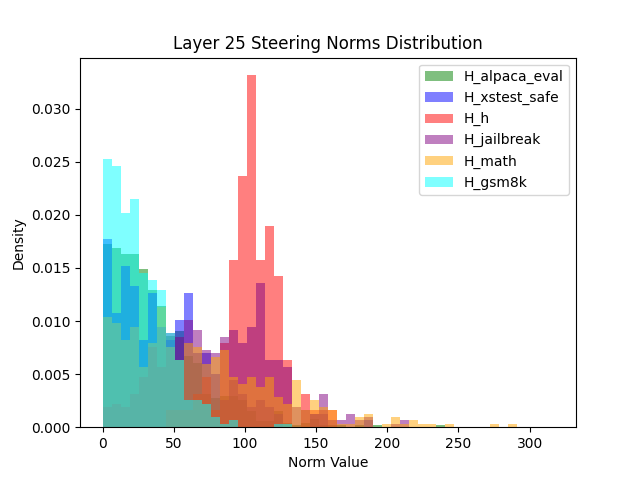 Layer 25 Steering Norms Distribution
H_alpaca_eval
H_xstest_safe
H_h
H_jailbreak
H_math
H_gsm8k
Density
0.030
0.025
0.020
0.015
0.010
0.005
0.000
0 50 100 150 200 250 300
Norm Value